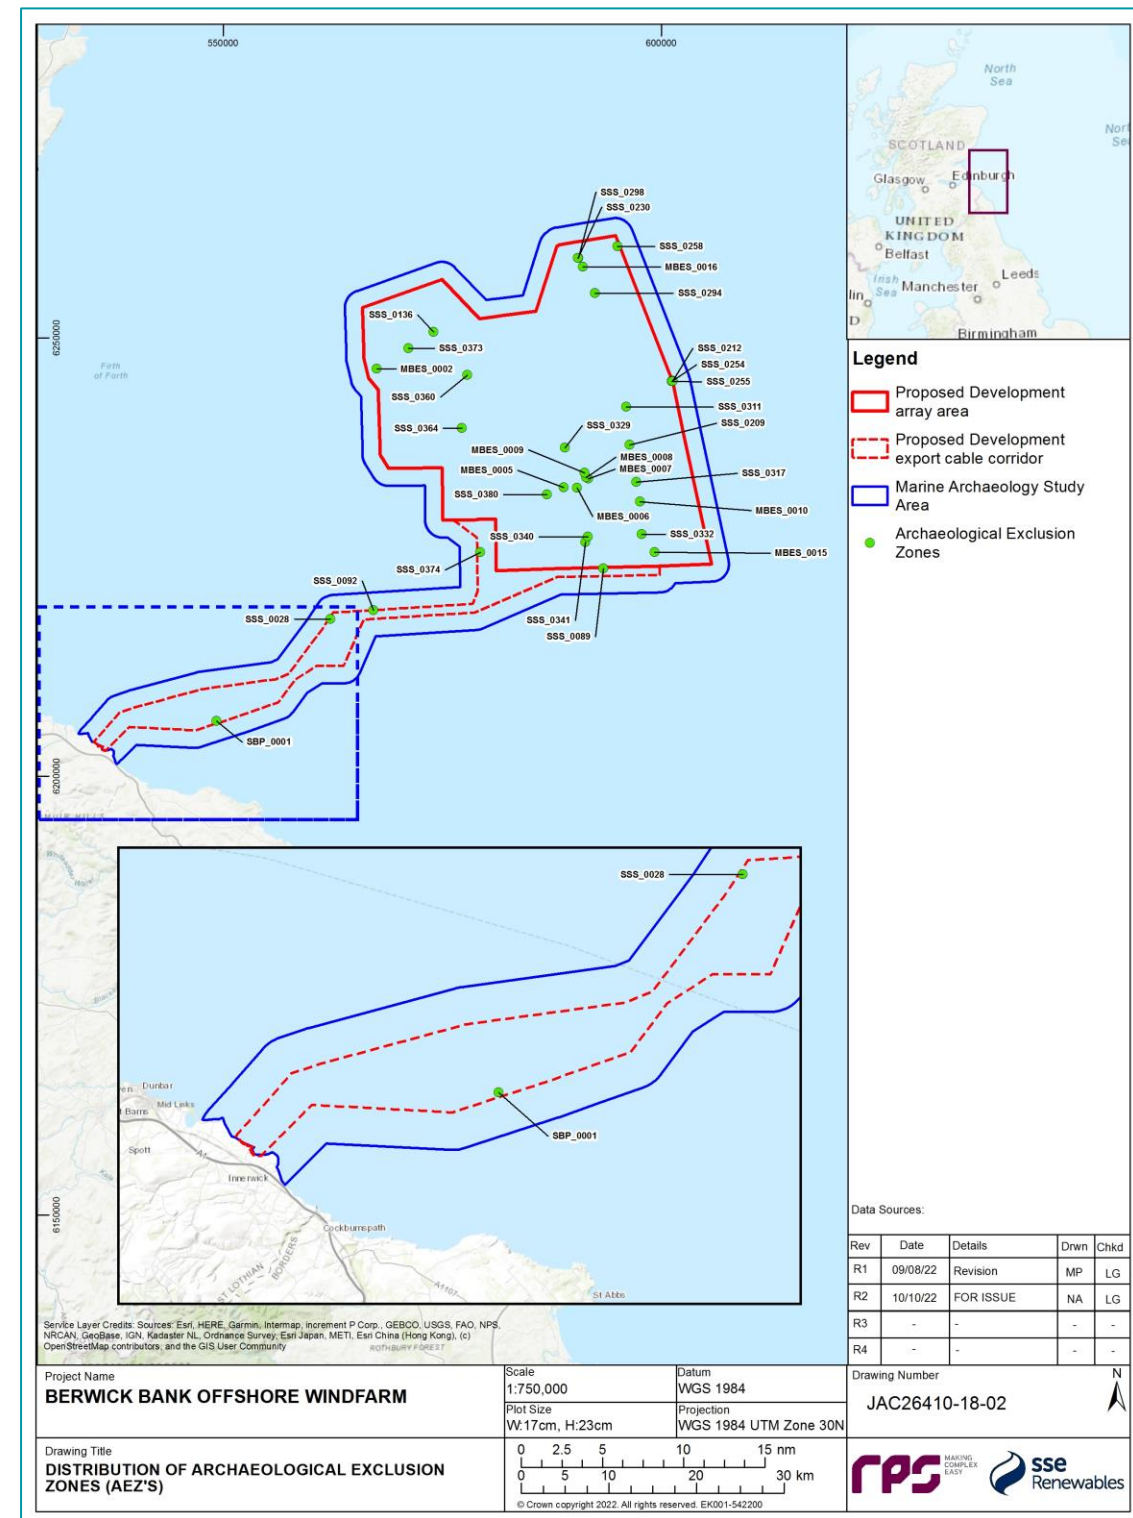 550000
600000
6250000
6200000
6150000
Firth
of Forth
SSS_0298
SSS_0230
SSS_0258
MBES_0016
SSS_0294
SSS_0136
SSS_0373
MBES_0002
SSS_0360
SSS_0364
SSS_0212
SSS_0254
SSS_0255
SSS_0311
SSS_0209
SSS_0329
MBES_0009
MBES_0008
MBES_0007
MBES_0005
SSS_0317
SSS_0380
MBES_0006
MBES_0010
SSS_0340
SSS_0332
SSS_0374
MBES_0015
SSS_0092
SSS_0028
SSS_0341
SSS_0089
SBP_0001
SSS_0028
SBP_0001
Dunbar
Mid Links
Barns
Spott
A1
Innerwick
Cockburnspath
EAST LOTHIAN
BORDERS
A1107
St Abbs
ROTHBURY FOREST
Service Layer Credits: Sources: Esri, HERE, Garmin, Intermap, increment P Corp., GEBCO, USGS, FAO, NPS,
NRCAN, GeoBase, IGN, Kadaster NL, Ordnance Survey, Esri Japan, METI, Esri China (Hong Kong), (c)
OpenStreetMap contributors, and the GIS User Community
North
Sea
SCOTLAND
Glasgow
Edinburgh
UNITED
KINGDOM
Belfast
Irish
Sea
Manchester
Leeds
Birmingham
Legend
Proposed Development
array area
Proposed Development
export cable corridor
Marine Archaeology Study
Area
Archaeological Exclusion
Zones
Data Sources:
Rev Date Details Drwn Chkd
R1 09/08/22 Revision MP LG
R2 10/10/22 FOR ISSUE NA LG
R3 - - - -
R4 - - - -
Project Name
BERWICK BANK OFFSHORE WINDFARM
Scale
1:750,000
Datum
WGS 1984
Plot Size
W:17cm, H:23cm
Projection
WGS 1984 UTM Zone 30N
Drawing Number
JAC26410-18-02
N
Drawing Title
DISTRIBUTION OF ARCHAEOLOGICAL EXCLUSION
ZONES (AEZ'S)
0 2.5 5 10 15 nm
0 5 10 20 30 km
© Crown copyright 2022. All rights reserved. EK001-542200
rps MAKING
COMPLEX
EASY
sse
Renewables